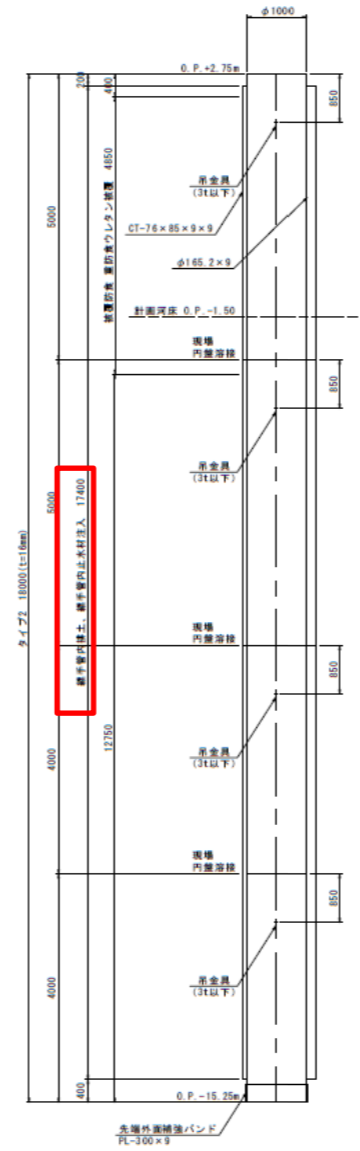 φ1000
O.P.+2.75m
200
400
850
被覆防食 重防食ウレタン被覆 4850
吊金具
(3t以下)
5000
CT-76×85×9×9
φ165.2×9
計画河床 O.P.-1.50
現場
円盤溶接
850
吊金具
(3t以下)
5000
継手管内排土、継手管内止水材注入 17400
タイプ2 18000(t=16mm)
現場
円盤溶接
850
12750
4000
吊金具
(3t以下)
現場
円盤溶接
850
4000
吊金具
(3t以下)
400
O.P.-15.25m
先端外面補強バンド
PL-300×9